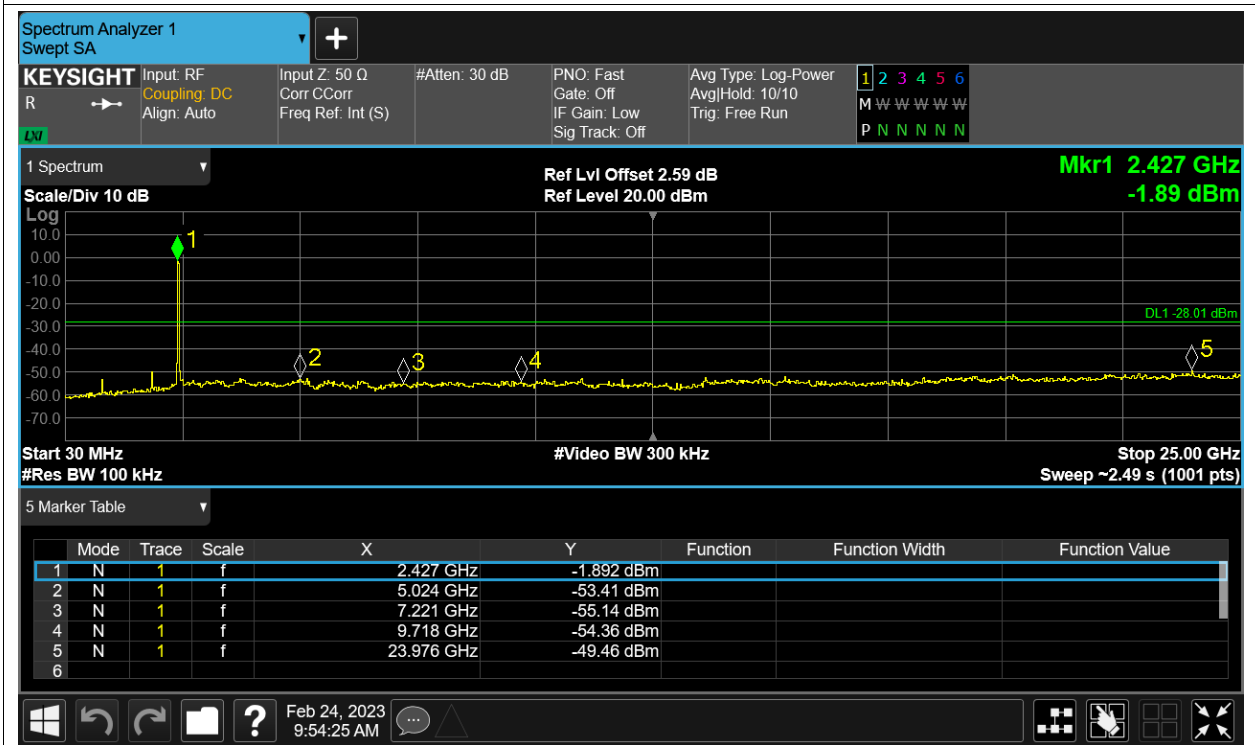 Spectrum Analyzer 1
Swept SA
KEYSIGHT
R
LXI
Input: RF
Coupling: DC
Align: Auto
Input Z: 50 Ω
Corr CCorr
Freq Ref: Int (S)
#Atten: 30 dB
PNO: Fast
Gate: Off
IF Gain: Low
Sig Track: Off
Avg Type: Log-Power
Avg|Hold: 10/10
Trig: Free Run
1 2 3 4 5 6
M W W W W W
P N N N N N
1 Spectrum
Scale/Div 10 dB
Ref Lvl Offset 2.59 dB
Ref Level 20.00 dBm
Mkr1 2.427 GHz
-1.89 dBm
Log
10.0
0.00
-10.0
-20.0
-30.0
-40.0
-50.0
-60.0
-70.0
1
2
3
4
5
DL1 -28.01 dBm
Start 30 MHz
#Video BW 300 kHz
Stop 25.00 GHz
#Res BW 100 kHz
Sweep ~2.49 s (1001 pts)
5 Marker Table
Mode Trace Scale X Y Function Function Width Function Value
1 N 1 f 2.427 GHz -1.892 dBm
2 N 1 f 5.024 GHz -53.41 dBm
3 N 1 f 7.221 GHz -55.14 dBm
4 N 1 f 9.718 GHz -54.36 dBm
5 N 1 f 23.976 GHz -49.46 dBm
6
?
Feb 24, 2023
9:54:25 AM